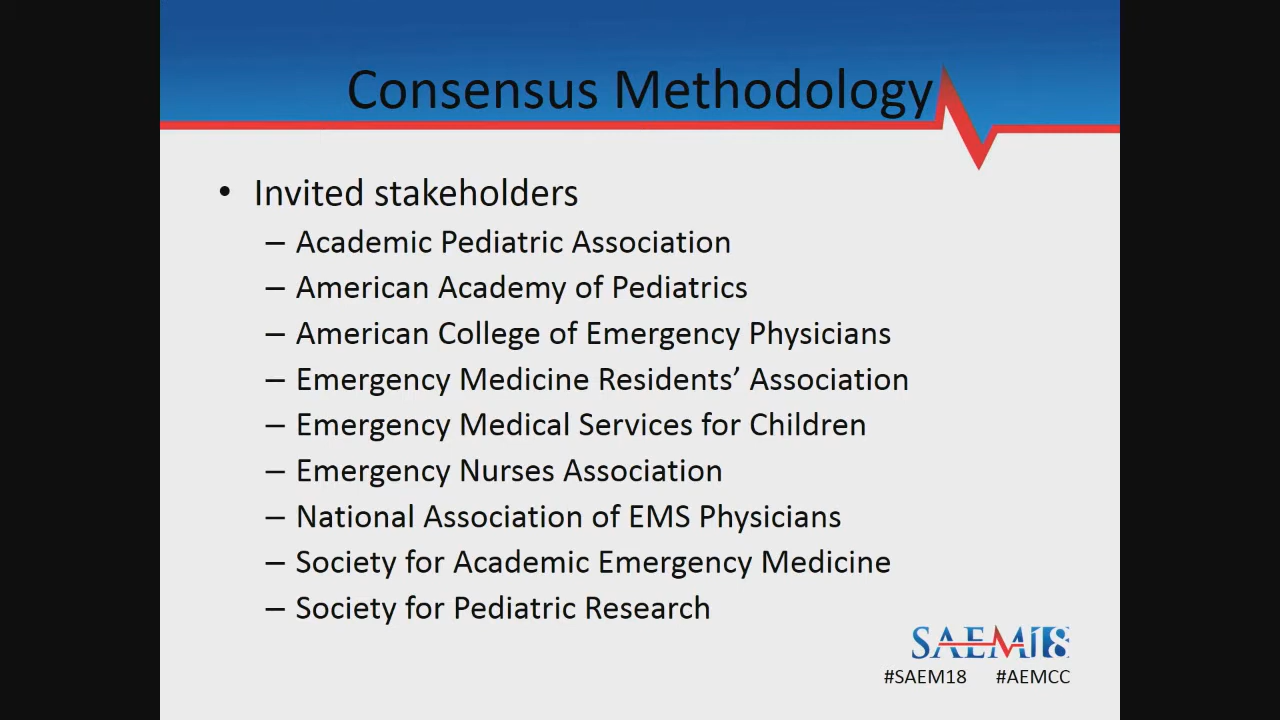 Consensus Methodology
• Invited stakeholders
– Academic Pediatric Association
– American Academy of Pediatrics
– American College of Emergency Physicians
– Emergency Medicine Residents’ Association
– Emergency Medical Services for Children
– Emergency Nurses Association
– National Association of EMS Physicians
– Society for Academic Emergency Medicine
– Society for Pediatric Research
SAEM18
#SAEM18 #AEMCC